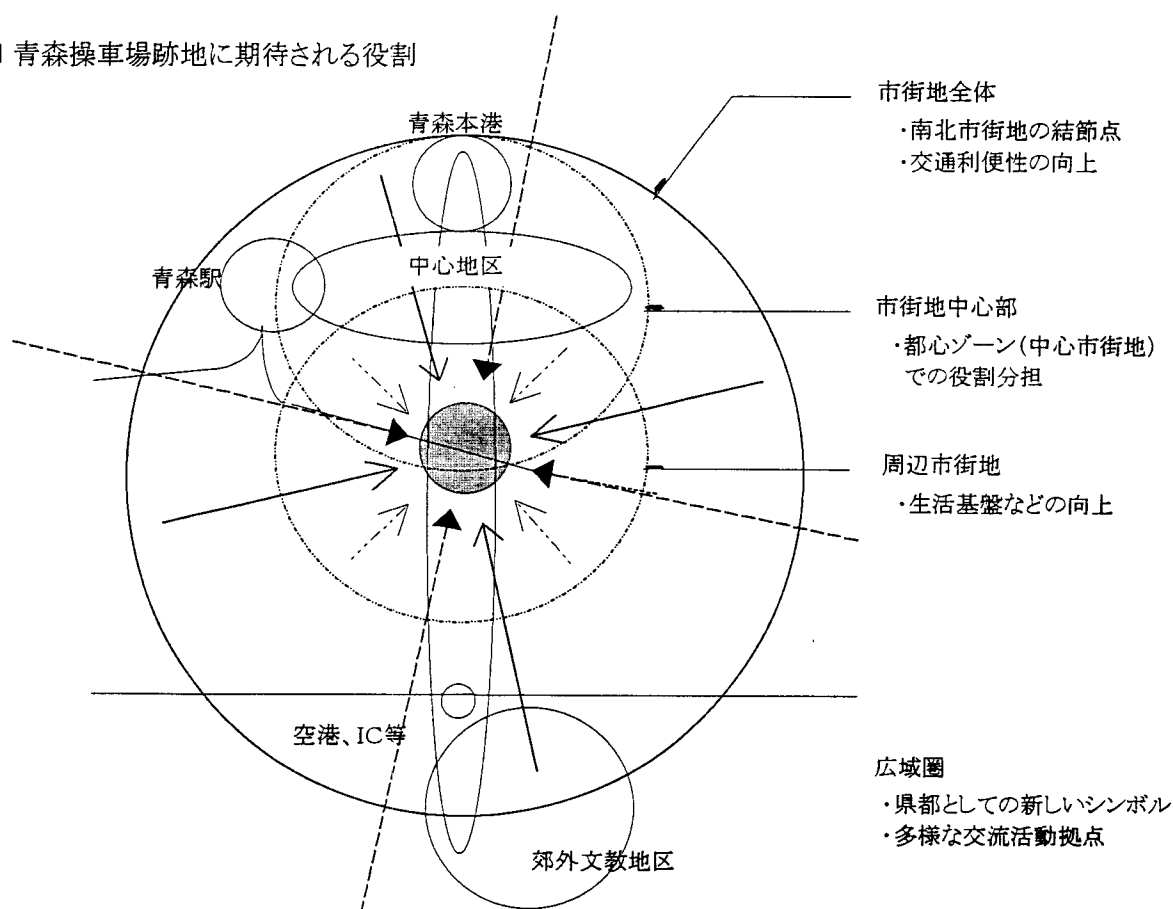 青森操車場跡地に期待される役割
青森本港
青森駅
中心地区
空港、IC等
郊外文教地区
市街地全体
・南北市街地の結節点
・交通利便性の向上
市街地中心部
・都心ゾーン(中心市街地)
での役割分担
周辺市街地
・生活基盤などの向上
広域圏
・県都としての新しいシンボル
・多様な交流活動拠点